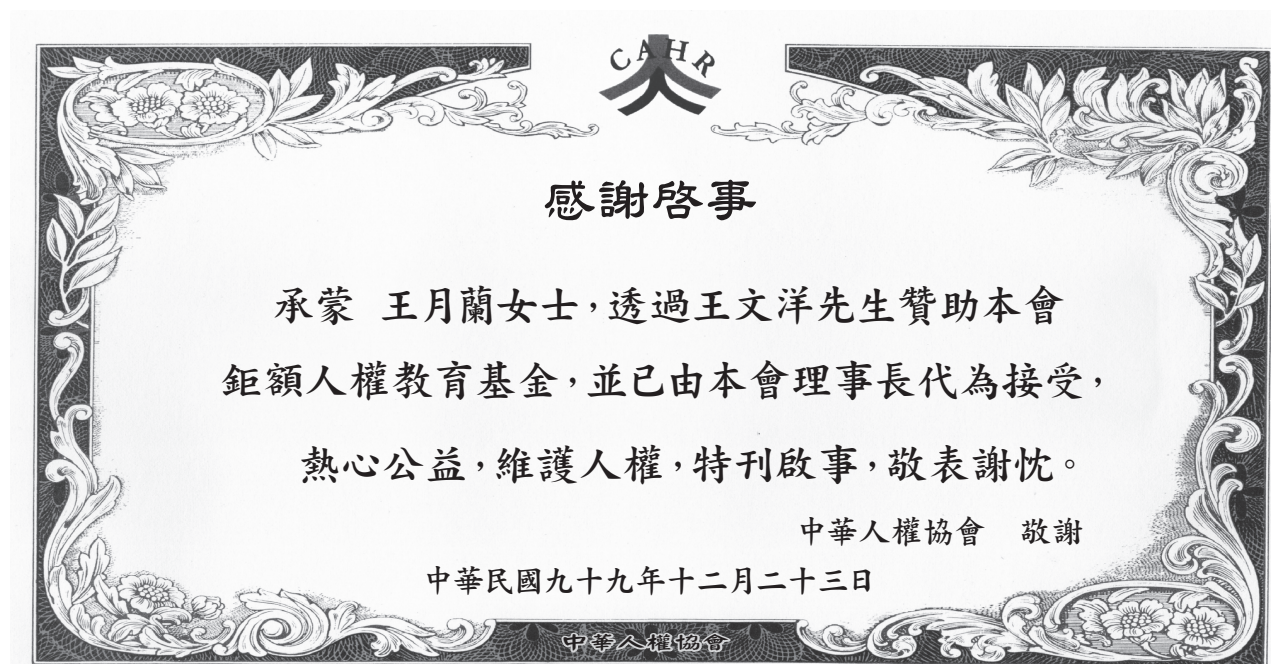 CAHR
感謝啓事
承蒙 王月蘭女士，透過王文洋先生贊助本會
鉅額人權教育基金，並已由本會理事長代為接受，
熱心公益，維護人權，特刊啟事，敬表謝忱。
中華人權協會 敬謝
中華民國九十九年十二月二十三日
中華人權協會